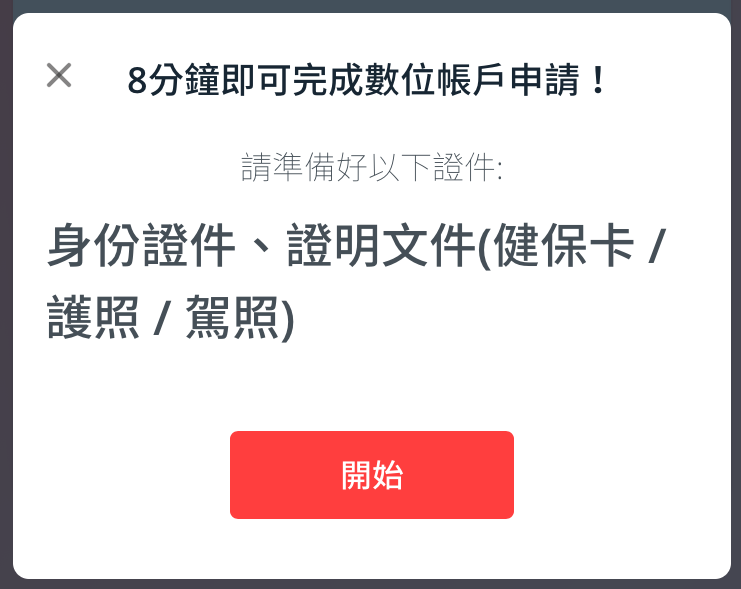 8分鐘即可完成數位帳戶申請！
請準備好以下證件:
身份證件、證明文件(健保卡 /
護照 / 駕照)
開始